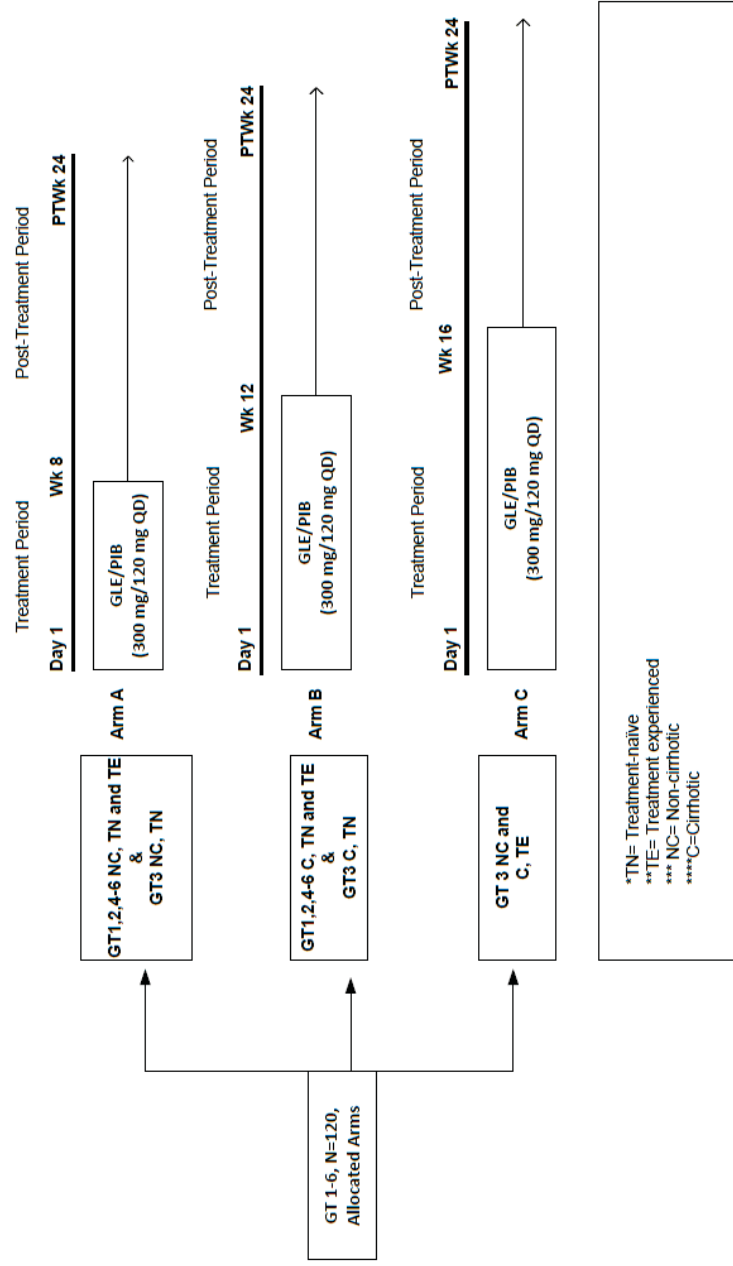 GT 1-6, N=120,
Allocated Arms
GT1,2,4-6 NC, TN and TE
&
GT3 NC, TN
Arm A
Treatment Period
Post-Treatment Period
Day 1
Wk 8
PTWk 24
GLE/PIB
(300 mg/120 mg QD)
GT1,2,4-6 C, TN and TE
&
GT3 C, TN
Arm B
Treatment Period
Post-Treatment Period
Day 1
Wk 12
PTWk 24
GLE/PIB
(300 mg/120 mg QD)
GT 3 NC and
C, TE
Arm C
Treatment Period
Post-Treatment Period
Day 1
Wk 16
PTWk 24
GLE/PIB
(300 mg/120 mg QD)
*TN= Treatment-naïve
**TE= Treatment experienced
*** NC= Non-cirrhotic
****C=Cirrhotic